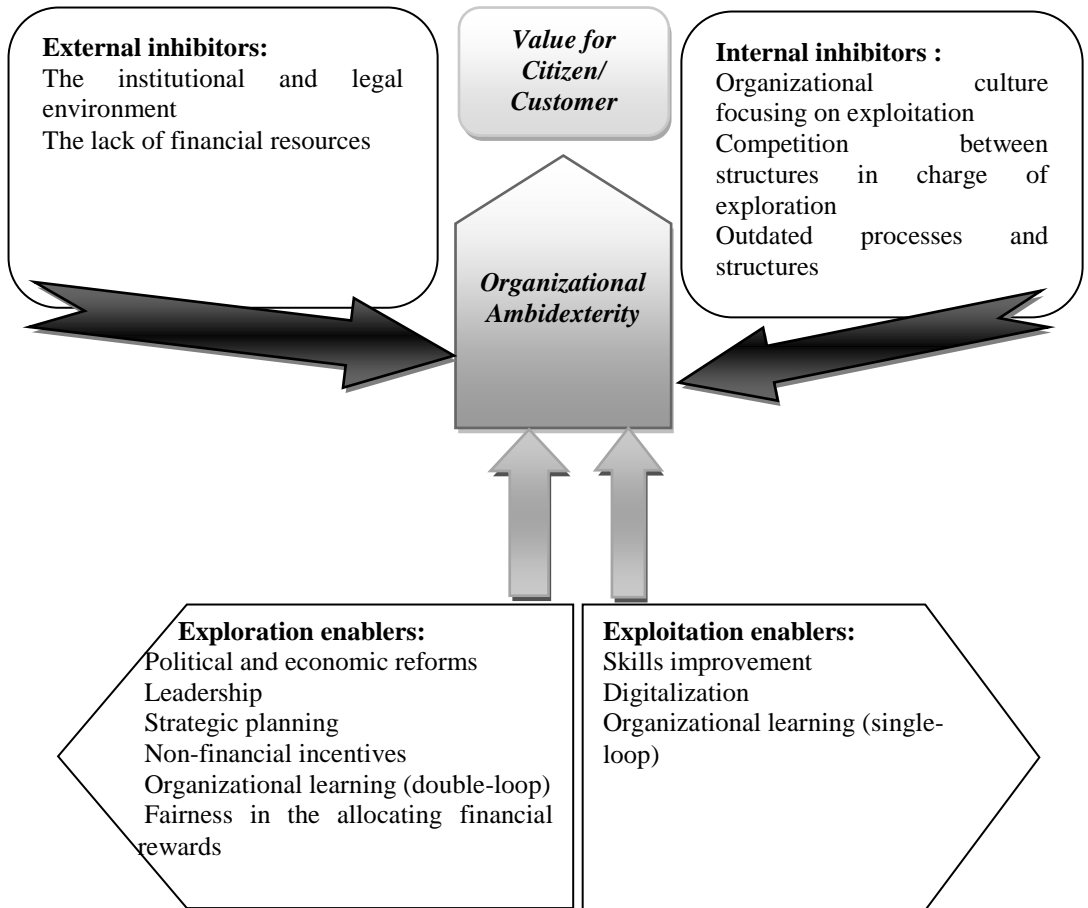 External inhibitors:
The institutional and legal
environment
The lack of financial resources
Value for
Citizen/
Customer
Internal inhibitors :
Organizational culture
focusing on exploitation
Competition between
structures in charge of
exploration
Outdated processes and
structures
Organizational
Ambidexterity
Exploration enablers:
Political and economic reforms
Leadership
Strategic planning
Non-financial incentives
Organizational learning (double-loop)
Fairness in the allocating financial
rewards
Exploitation enablers:
Skills improvement
Digitalization
Organizational learning (single-
loop)